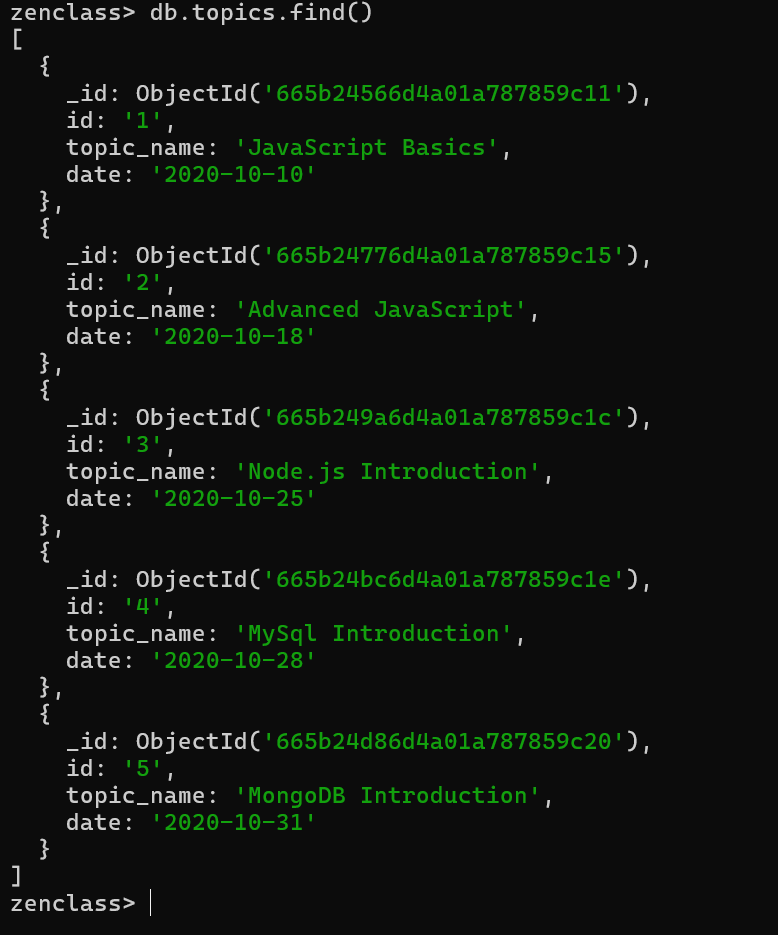 zenclass> db.topics.find()
[
  {
    _id: ObjectId('665b24566d4a01a787859c11'),
    id: '1',
    topic_name: 'JavaScript Basics',
    date: '2020-10-10'
  },
  {
    _id: ObjectId('665b24776d4a01a787859c15'),
    id: '2',
    topic_name: 'Advanced JavaScript',
    date: '2020-10-18'
  },
  {
    _id: ObjectId('665b249a6d4a01a787859c1c'),
    id: '3',
    topic_name: 'Node.js Introduction',
    date: '2020-10-25'
  },
  {
    _id: ObjectId('665b24bc6d4a01a787859c1e'),
    id: '4',
    topic_name: 'MySql Introduction',
    date: '2020-10-28'
  },
  {
    _id: ObjectId('665b24d86d4a01a787859c20'),
    id: '5',
    topic_name: 'MongoDB Introduction',
    date: '2020-10-31'
  }
]
zenclass>